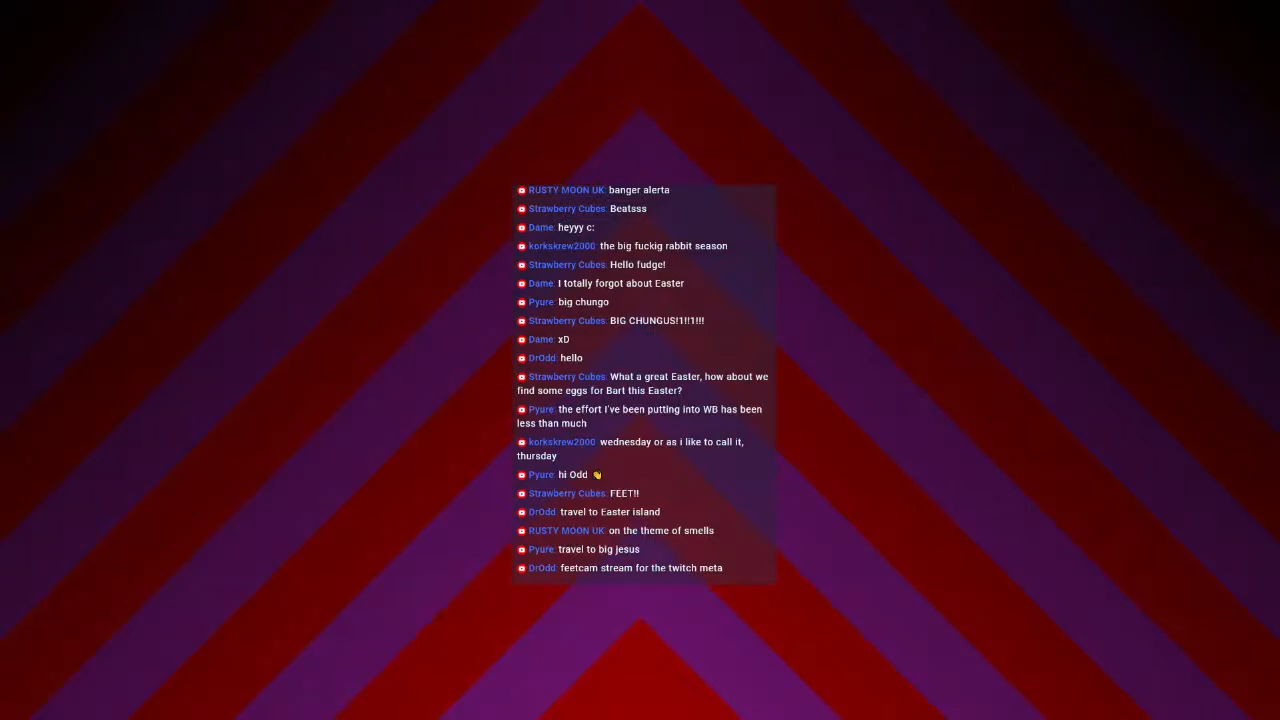 RUSTY MOON UK: banger alerta
Strawberry Cubes: Beatsss
Dame: heyyy c:
korkskrew2000: the big fuckig rabbit season
Strawberry Cubes: Hello fudge!
Dame: I totally forgot about Easter
Pyure: big chungo
Strawberry Cubes: BIG CHUNGUS!1!!1!!!
Dame: xD
DrOdd: hello
Strawberry Cubes: What a great Easter, how about we
find some eggs for Bart this Easter?
Pyure: the effort I've been putting into WB has been
less than much
korkskrew2000: wednesday or as i like to call it,
thursday
Pyure: hi Odd 👋
Strawberry Cubes: FEET!!
DrOdd: travel to Easter island
RUSTY MOON UK: on the theme of smells
Pyure: travel to big jesus
DrOdd: feetcam stream for the twitch meta